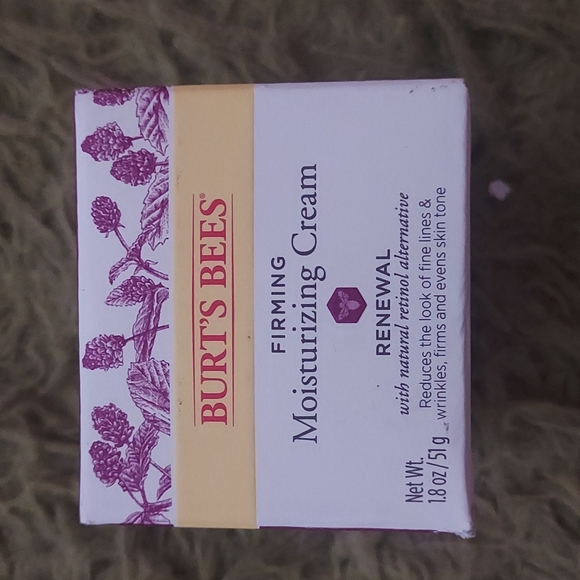 BURT'S BEES®
FIRMING
Moisturizing Cream
RENEWAL
with natural retinol alternative
Reduces the look of fine lines &
wrinkles, firms and evens skin tone
Net Wt.
1.8 oz / 51 g